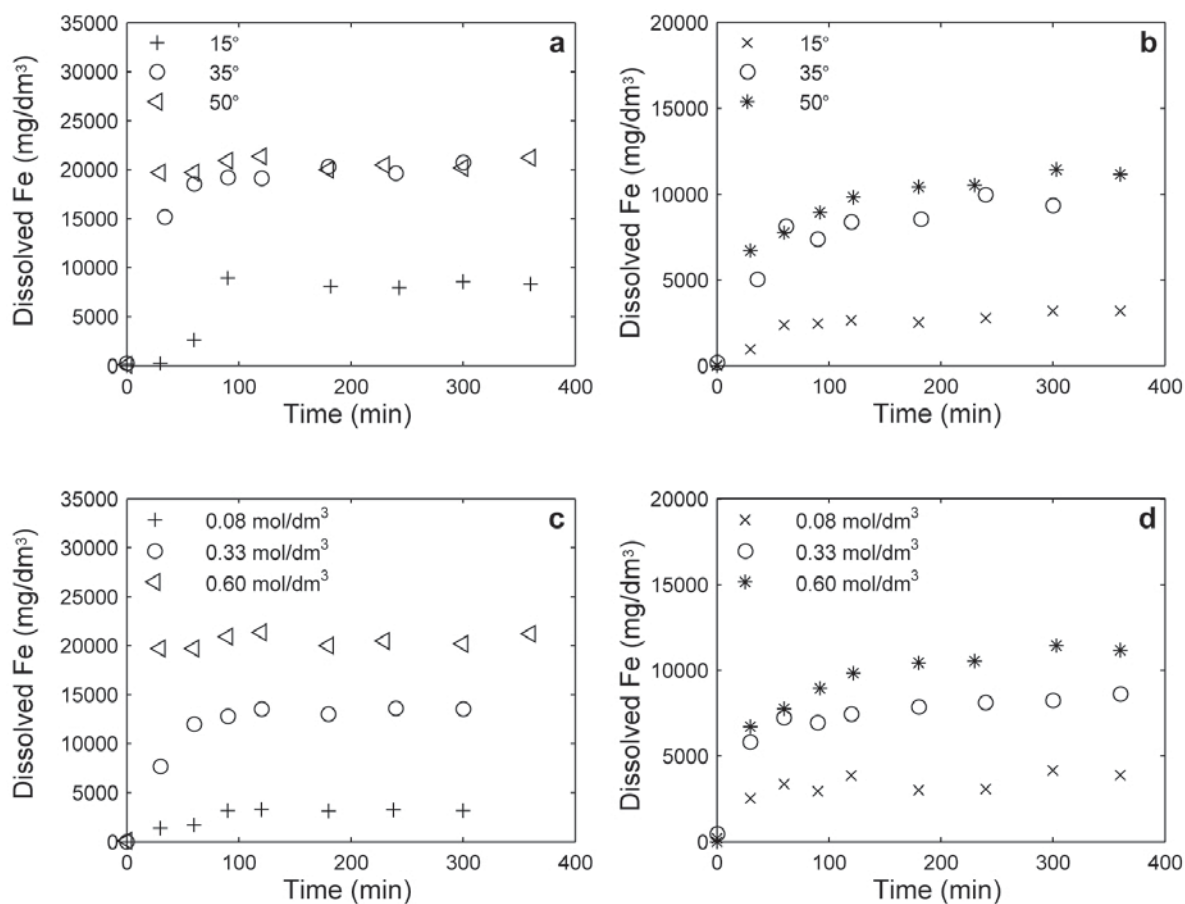 35000
30000
25000
20000
15000
10000
5000
0
Dissolved Fe (mg/dm³)
15°
35°
50°
a
0 100 200 300 400
Time (min)
20000
15000
10000
5000
0
Dissolved Fe (mg/dm³)
15°
35°
50°
b
0 100 200 300 400
Time (min)
35000
30000
25000
20000
15000
10000
5000
0
Dissolved Fe (mg/dm³)
0.08 mol/dm³
0.33 mol/dm³
0.60 mol/dm³
c
0 100 200 300 400
Time (min)
20000
15000
10000
5000
0
Dissolved Fe (mg/dm³)
0.08 mol/dm³
0.33 mol/dm³
0.60 mol/dm³
d
0 100 200 300 400
Time (min)